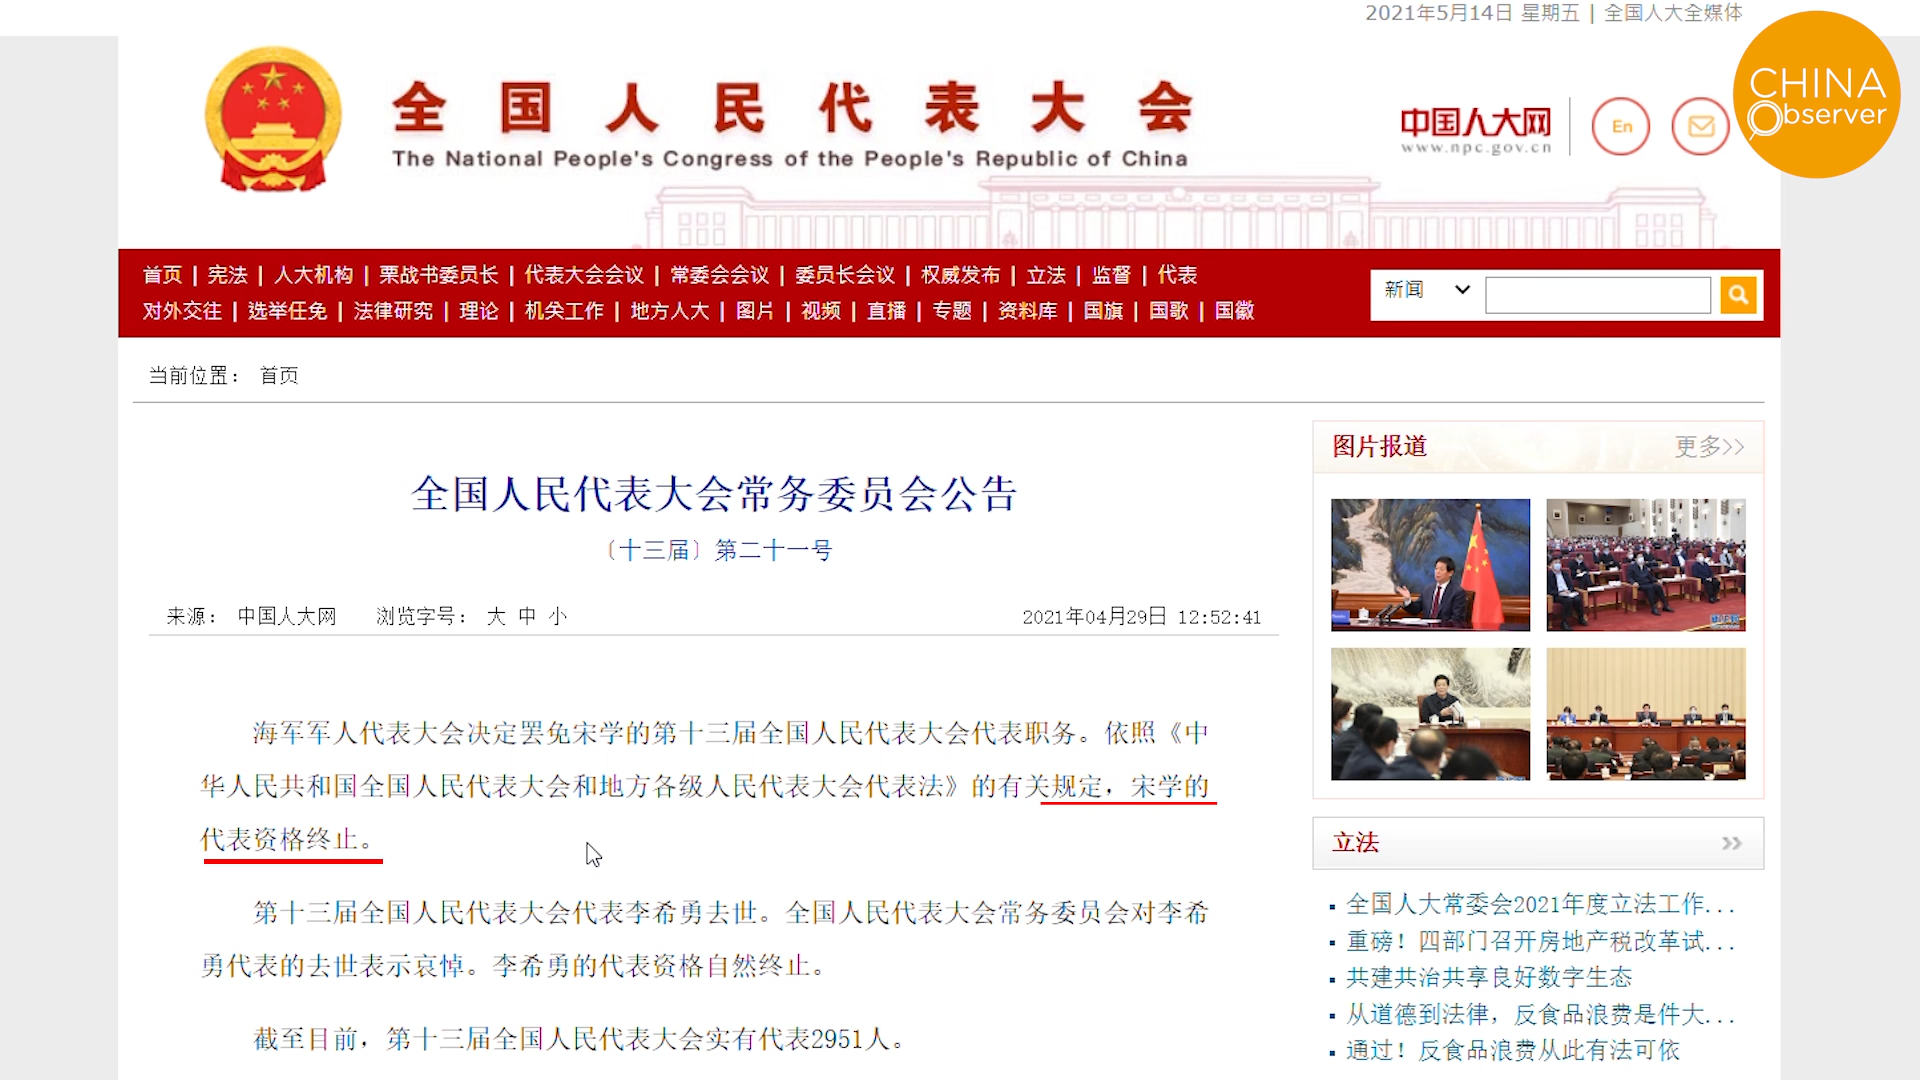 2021年5月14日 星期五 | 全国人大全媒体
CHINA
Observer
全国人民代表大会
The National People's Congress of the People's Republic of China
中国人大网
www.npc.gov.cn
En
首页 | 宪法 | 人大机构 | 栗战书委员长 | 代表大会会议 | 常委会会议 | 委员长会议 | 权威发布 | 立法 | 监督 | 代表
对外交往 | 选举任免 | 法律研究 | 理论 | 机关工作 | 地方人大 | 图片 | 视频 | 直播 | 专题 | 资料库 | 国旗 | 国歌 | 国徽
新闻
当前位置： 首页
全国人民代表大会常务委员会公告
〔十三届〕第二十一号
来源： 中国人大网 浏览字号： 大 中 小 2021年04月29日 12:52:41
海军军人代表大会决定罢免宋学的第十三届全国人民代表大会代表职务。依照《中
华人民共和国全国人民代表大会和地方各级人民代表大会代表法》的有关规定，宋学的
代表资格终止。
第十三届全国人民代表大会代表李希勇去世。全国人民代表大会常务委员会对李希
勇代表的去世表示哀悼。李希勇的代表资格自然终止。
截至目前，第十三届全国人民代表大会实有代表2951人。
图片报道 更多>>
立法
全国人大常委会2021年度立法工作...
重磅！四部门召开房地产税改革试...
共建共治共享良好数字生态
从道德到法律，反食品浪费是件大...
通过！反食品浪费从此有法可依